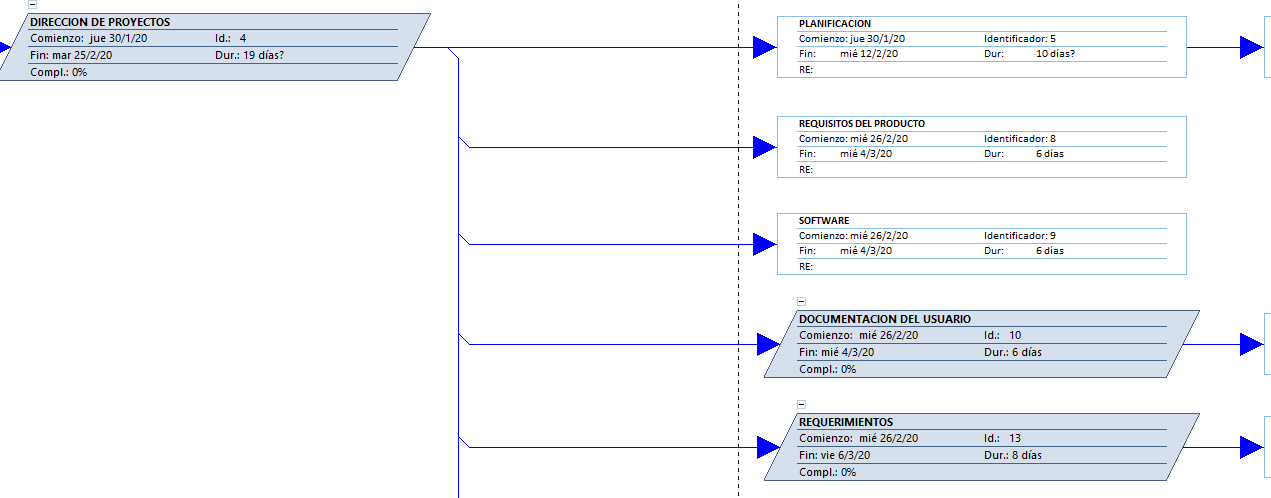 DIRECCION DE PROYECTOS
Comienzo: jue 30/1/20 Id.: 4
Fin: mar 25/2/20 Dur.: 19 días?
Compl.: 0%
PLANIFICACION
Comienzo: jue 30/1/20 Identificador: 5
Fin: mié 12/2/20 Dur: 10 días?
RE:
REQUISITOS DEL PRODUCTO
Comienzo: mié 26/2/20 Identificador: 8
Fin: mié 4/3/20 Dur: 6 días
RE:
SOFTWARE
Comienzo: mié 26/2/20 Identificador: 9
Fin: mié 4/3/20 Dur: 6 días
RE:
DOCUMENTACION DEL USUARIO
Comienzo: mié 26/2/20 Id.: 10
Fin: mié 4/3/20 Dur.: 6 días
Compl.: 0%
REQUERIMIENTOS
Comienzo: mié 26/2/20 Id.: 13
Fin: vie 6/3/20 Dur.: 8 días
Compl.: 0%